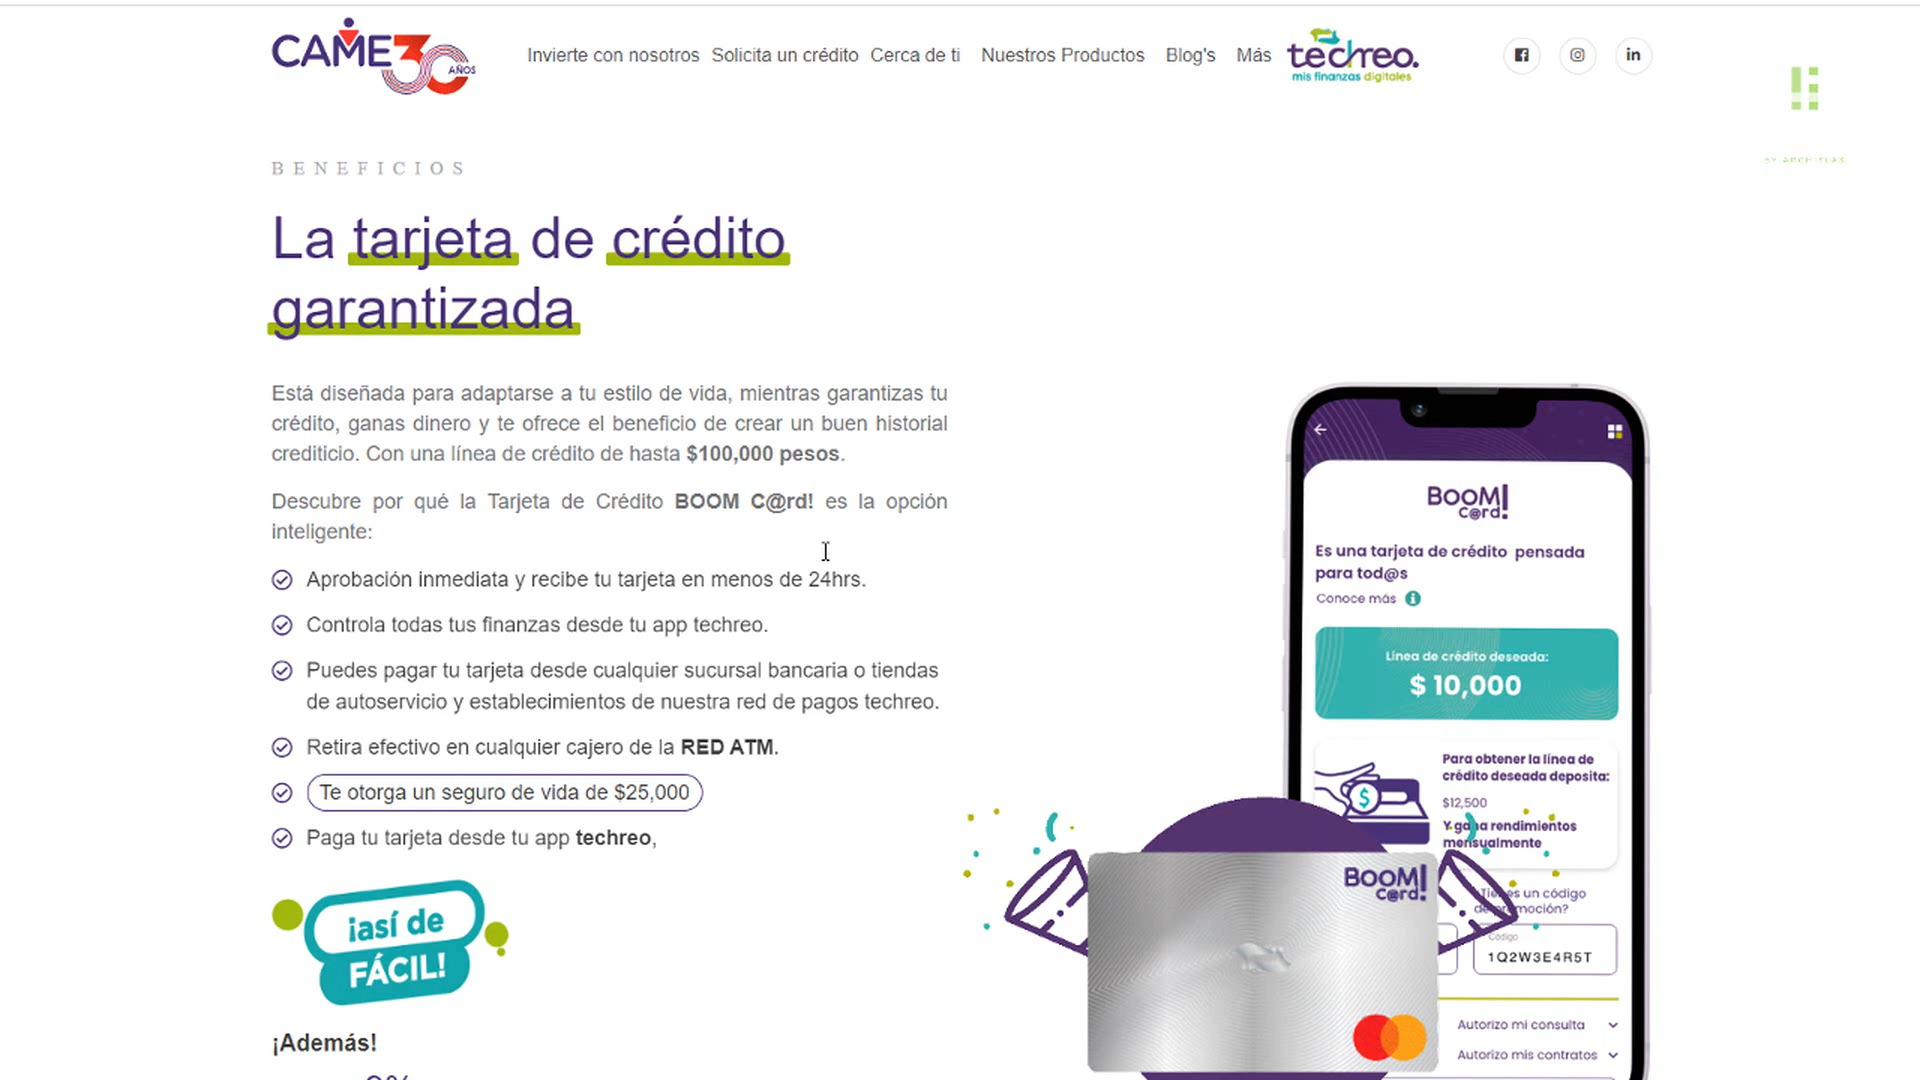 CAME 30 AÑOS
Invierte con nosotros Solicita un crédito Cerca de ti Nuestros Productos Blog's Más
techreo.
mis finanzas digitales
BENEFICIOS
La tarjeta de crédito
garantizada
Está diseñada para adaptarse a tu estilo de vida, mientras garantizas tu
crédito, ganas dinero y te ofrece el beneficio de crear un buen historial
crediticio. Con una línea de crédito de hasta $100,000 pesos.
Descubre por qué la Tarjeta de Crédito BOOM C@rd! es la opción
inteligente:
Aprobación inmediata y recibe tu tarjeta en menos de 24hrs.
Controla todas tus finanzas desde tu app techreo.
Puedes pagar tu tarjeta desde cualquier sucursal bancaria o tiendas
de autoservicio y establecimientos de nuestra red de pagos techreo.
Retira efectivo en cualquier cajero de la RED ATM.
Te otorga un seguro de vida de $25,000
Paga tu tarjeta desde tu app techreo,
¡así de
FÁCIL!
¡Además!
BOOM!
C@rd!
Es una tarjeta de crédito pensada
para tod@s
Conoce más
Línea de crédito deseada:
$ 10,000
Para obtener la línea de
crédito deseada deposita:
$12,500
Y gana rendimientos
mensualmente
¿Tienes un código
de promoción?
Código
1Q2W3E4R5T
Autorizo mi consulta
Autorizo mis contratos
BOOM!
C@rd!